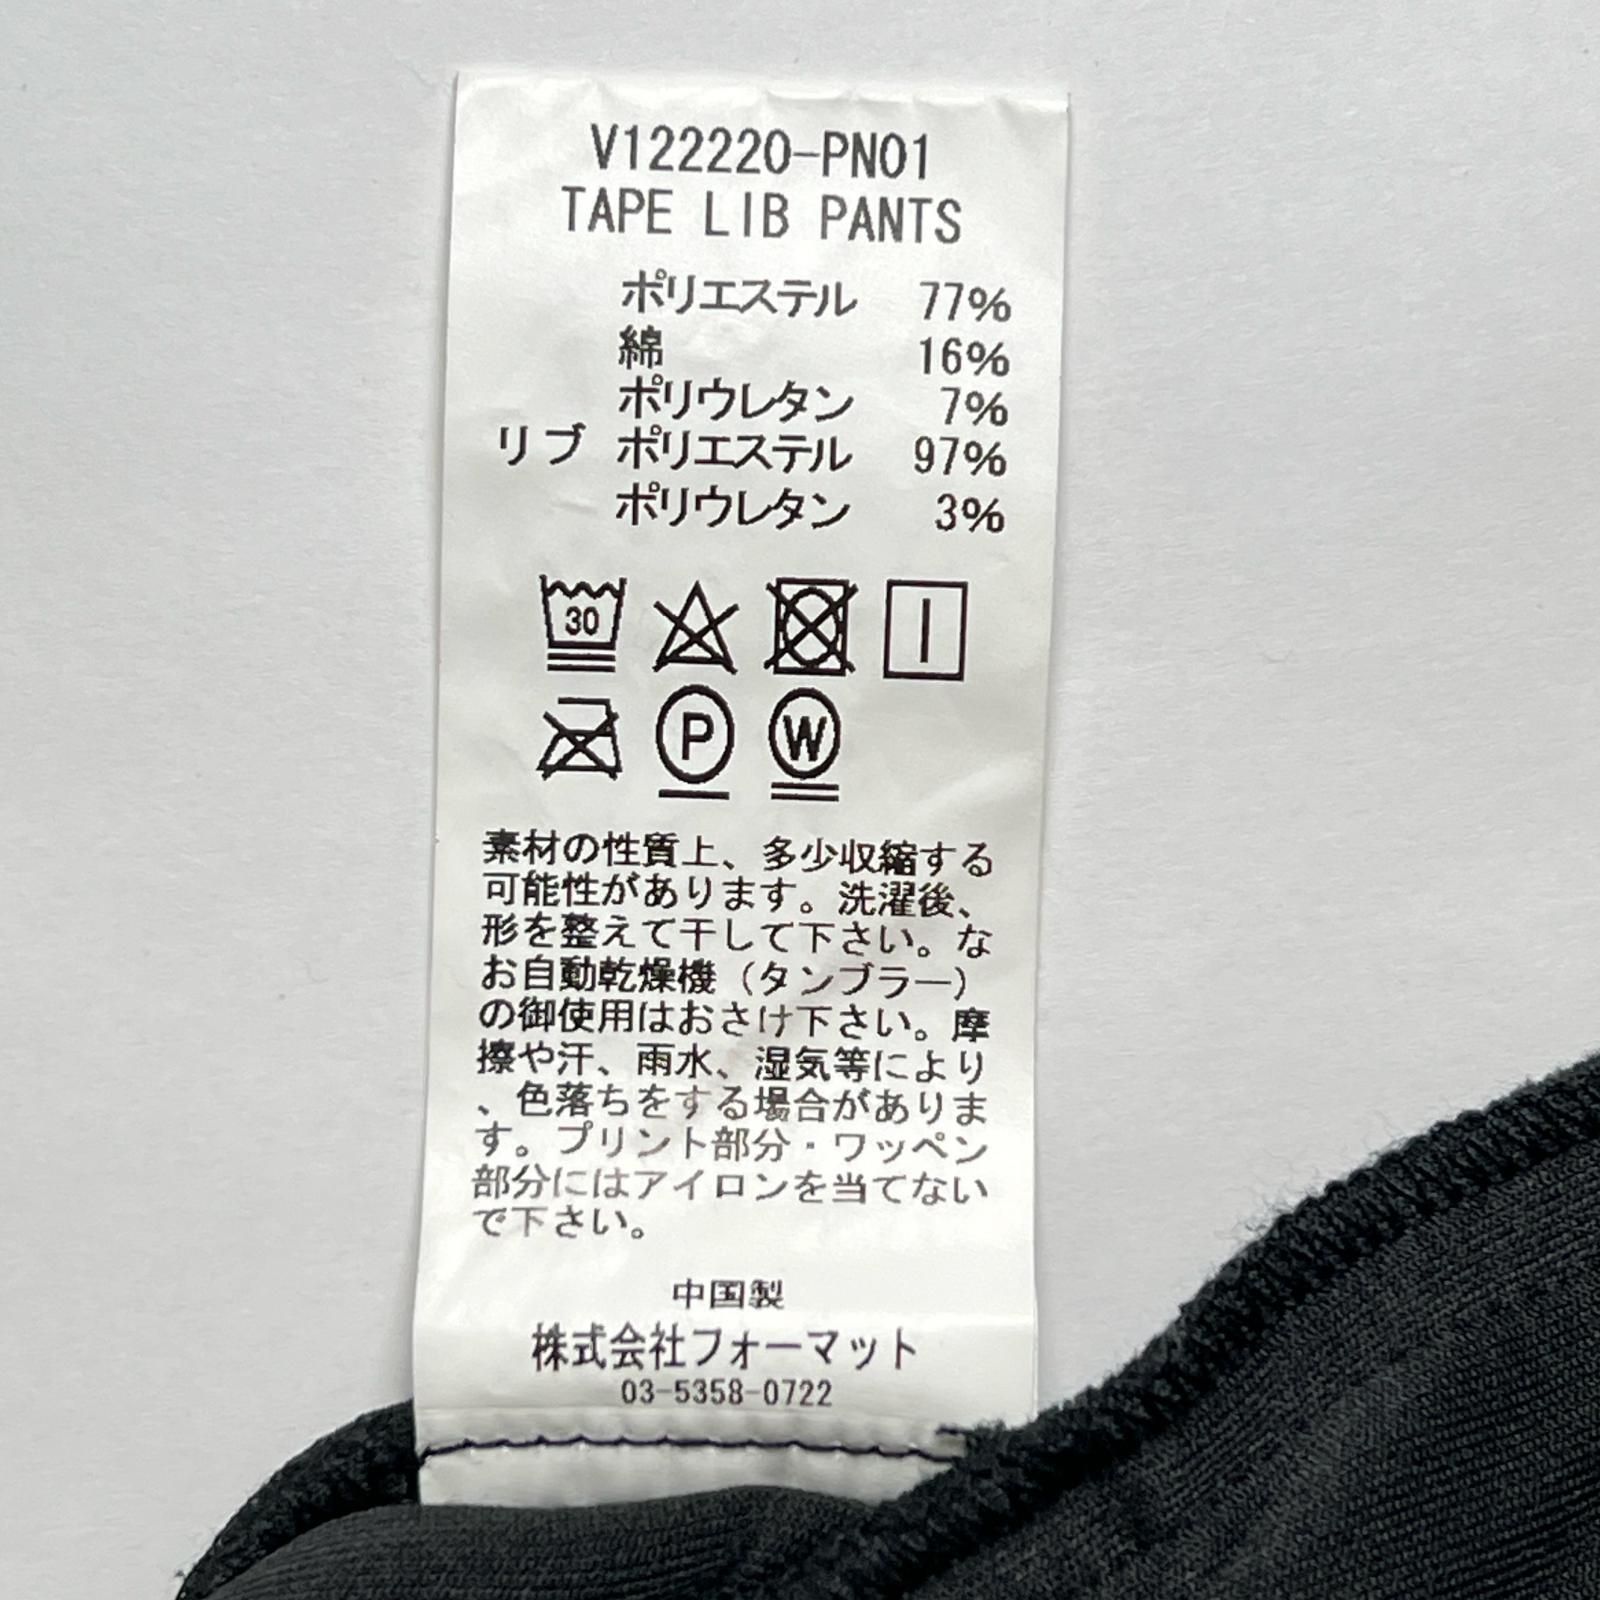 V122220-PN01
TAPE LIB PANTS
ポリエステル 77%
綿 16%
ポリウレタン 7%
リブ ポリエステル 97%
ポリウレタン 3%
30
P W
素材の性質上、多少収縮する
可能性があります。洗濯後、
形を整えて干して下さい。な
お自動乾燥機（タンブラー）
の御使用はおさけ下さい。摩
擦や汗、雨水、湿気等により
、色落ちをする場合がありま
す。プリント部分・ワッペン
部分にはアイロンを当てない
で下さい。
中国製
株式会社フォーマット
03-5358-0722